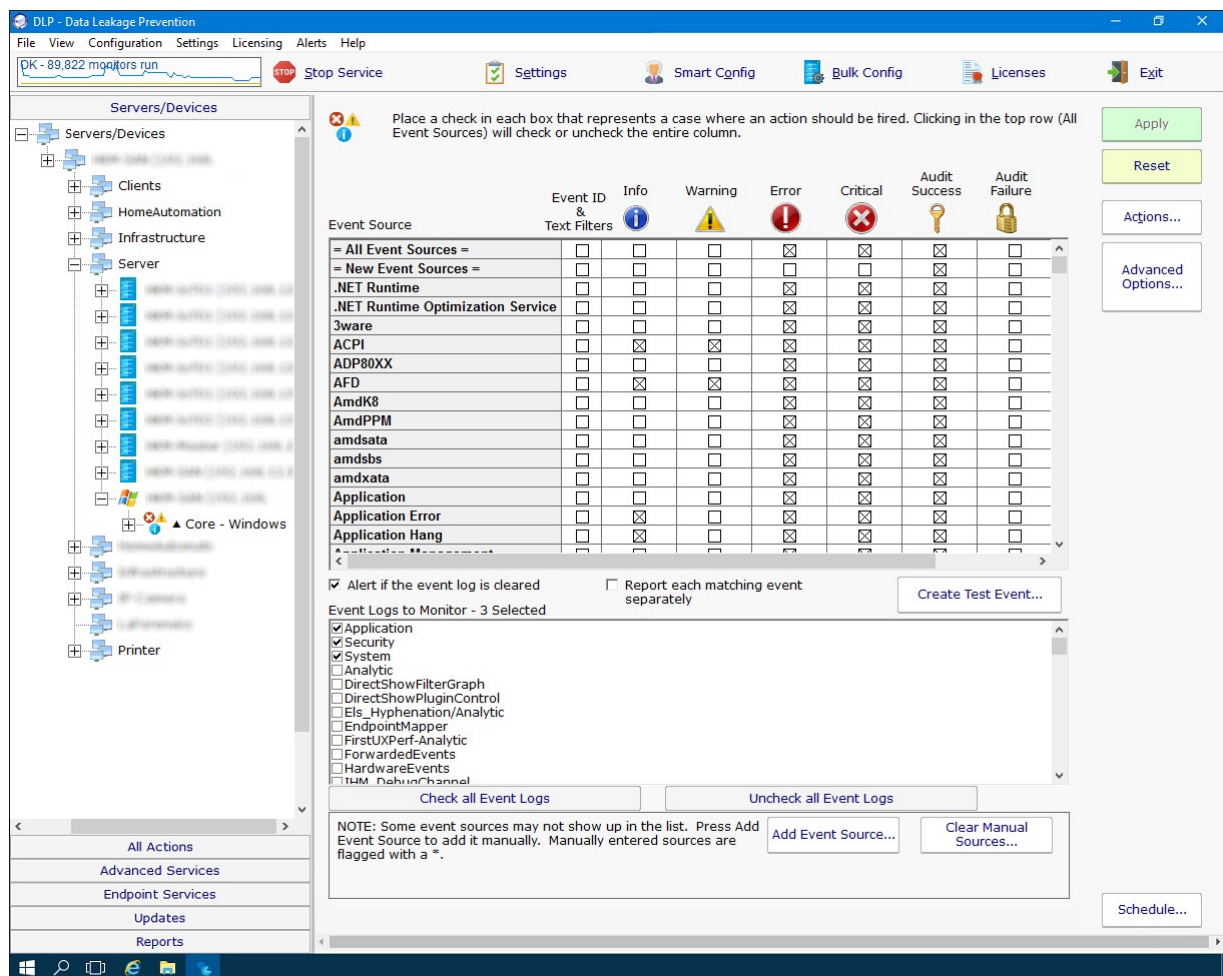 DLP - Data Leakage Prevention
File View Configuration Settings Licensing Alerts Help
OK - 89,822 monitors run
STOP
Stop Service
Settings
Smart Config
Bulk Config
Licenses
Exit
Servers/Devices
Servers/Devices
Clients
HomeAutomation
Infrastructure
Server
▲ Core - Windows
Printer
All Actions
Advanced Services
Endpoint Services
Updates
Reports
Place a check in each box that represents a case where an action should be fired. Clicking in the top row (All
Event Sources) will check or uncheck the entire column.
Event Source
Event ID
&
Text Filters
Info
Warning
Error
Critical
Audit
Success
Audit
Failure
= All Event Sources =
= New Event Sources =
.NET Runtime
.NET Runtime Optimization Service
3ware
ACPI
ADP80XX
AFD
AmdK8
AmdPPM
amdsata
amdsbs
amdxata
Application
Application Error
Application Hang
Application Management
Alert if the event log is cleared
Report each matching event
separately
Create Test Event...
Event Logs to Monitor - 3 Selected
Application
Security
System
Analytic
DirectShowFilterGraph
DirectShowPluginControl
Els_Hyphenation/Analytic
EndpointMapper
FirstUXPerf-Analytic
ForwardedEvents
HardwareEvents
IHM_DebugChannel
Check all Event Logs
Uncheck all Event Logs
NOTE: Some event sources may not show up in the list. Press Add
Event Source to add it manually. Manually entered sources are
flagged with a *.
Add Event Source...
Clear Manual
Sources...
Apply
Reset
Actions...
Advanced
Options...
Schedule...